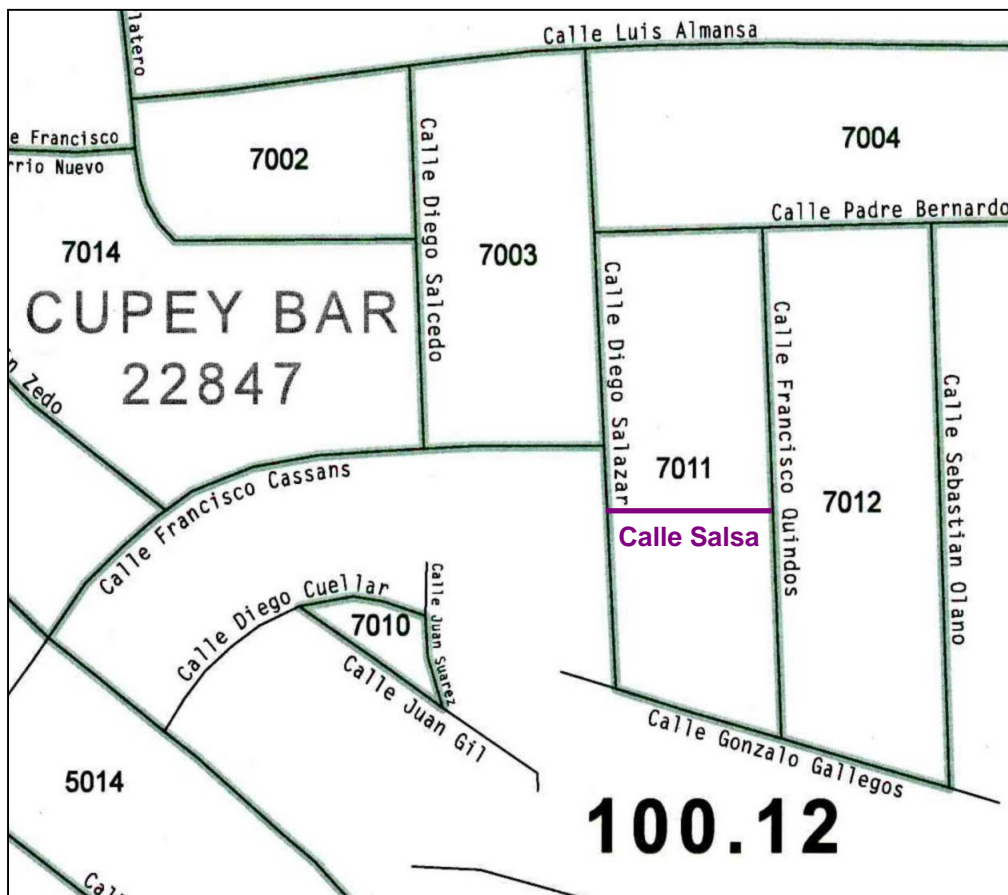 latero
Calle Luis Almansa
e Francisco
rrio Nuevo
7002
7004
Calle Diego Salcedo
Calle Padre Bernardo
7014
7003
CUPEY BAR
22847
Calle Diego Salazar
Calle Francisco Quindos
Calle Sebastian Olano
n Zedo
7011
7012
Calle Francisco Cassans
Calle Salsa
Calle Diego Cuellar
Calle Juan Suarez
7010
Calle Juan Gil
Calle Gonzalo Gallegos
5014
100.12
Call